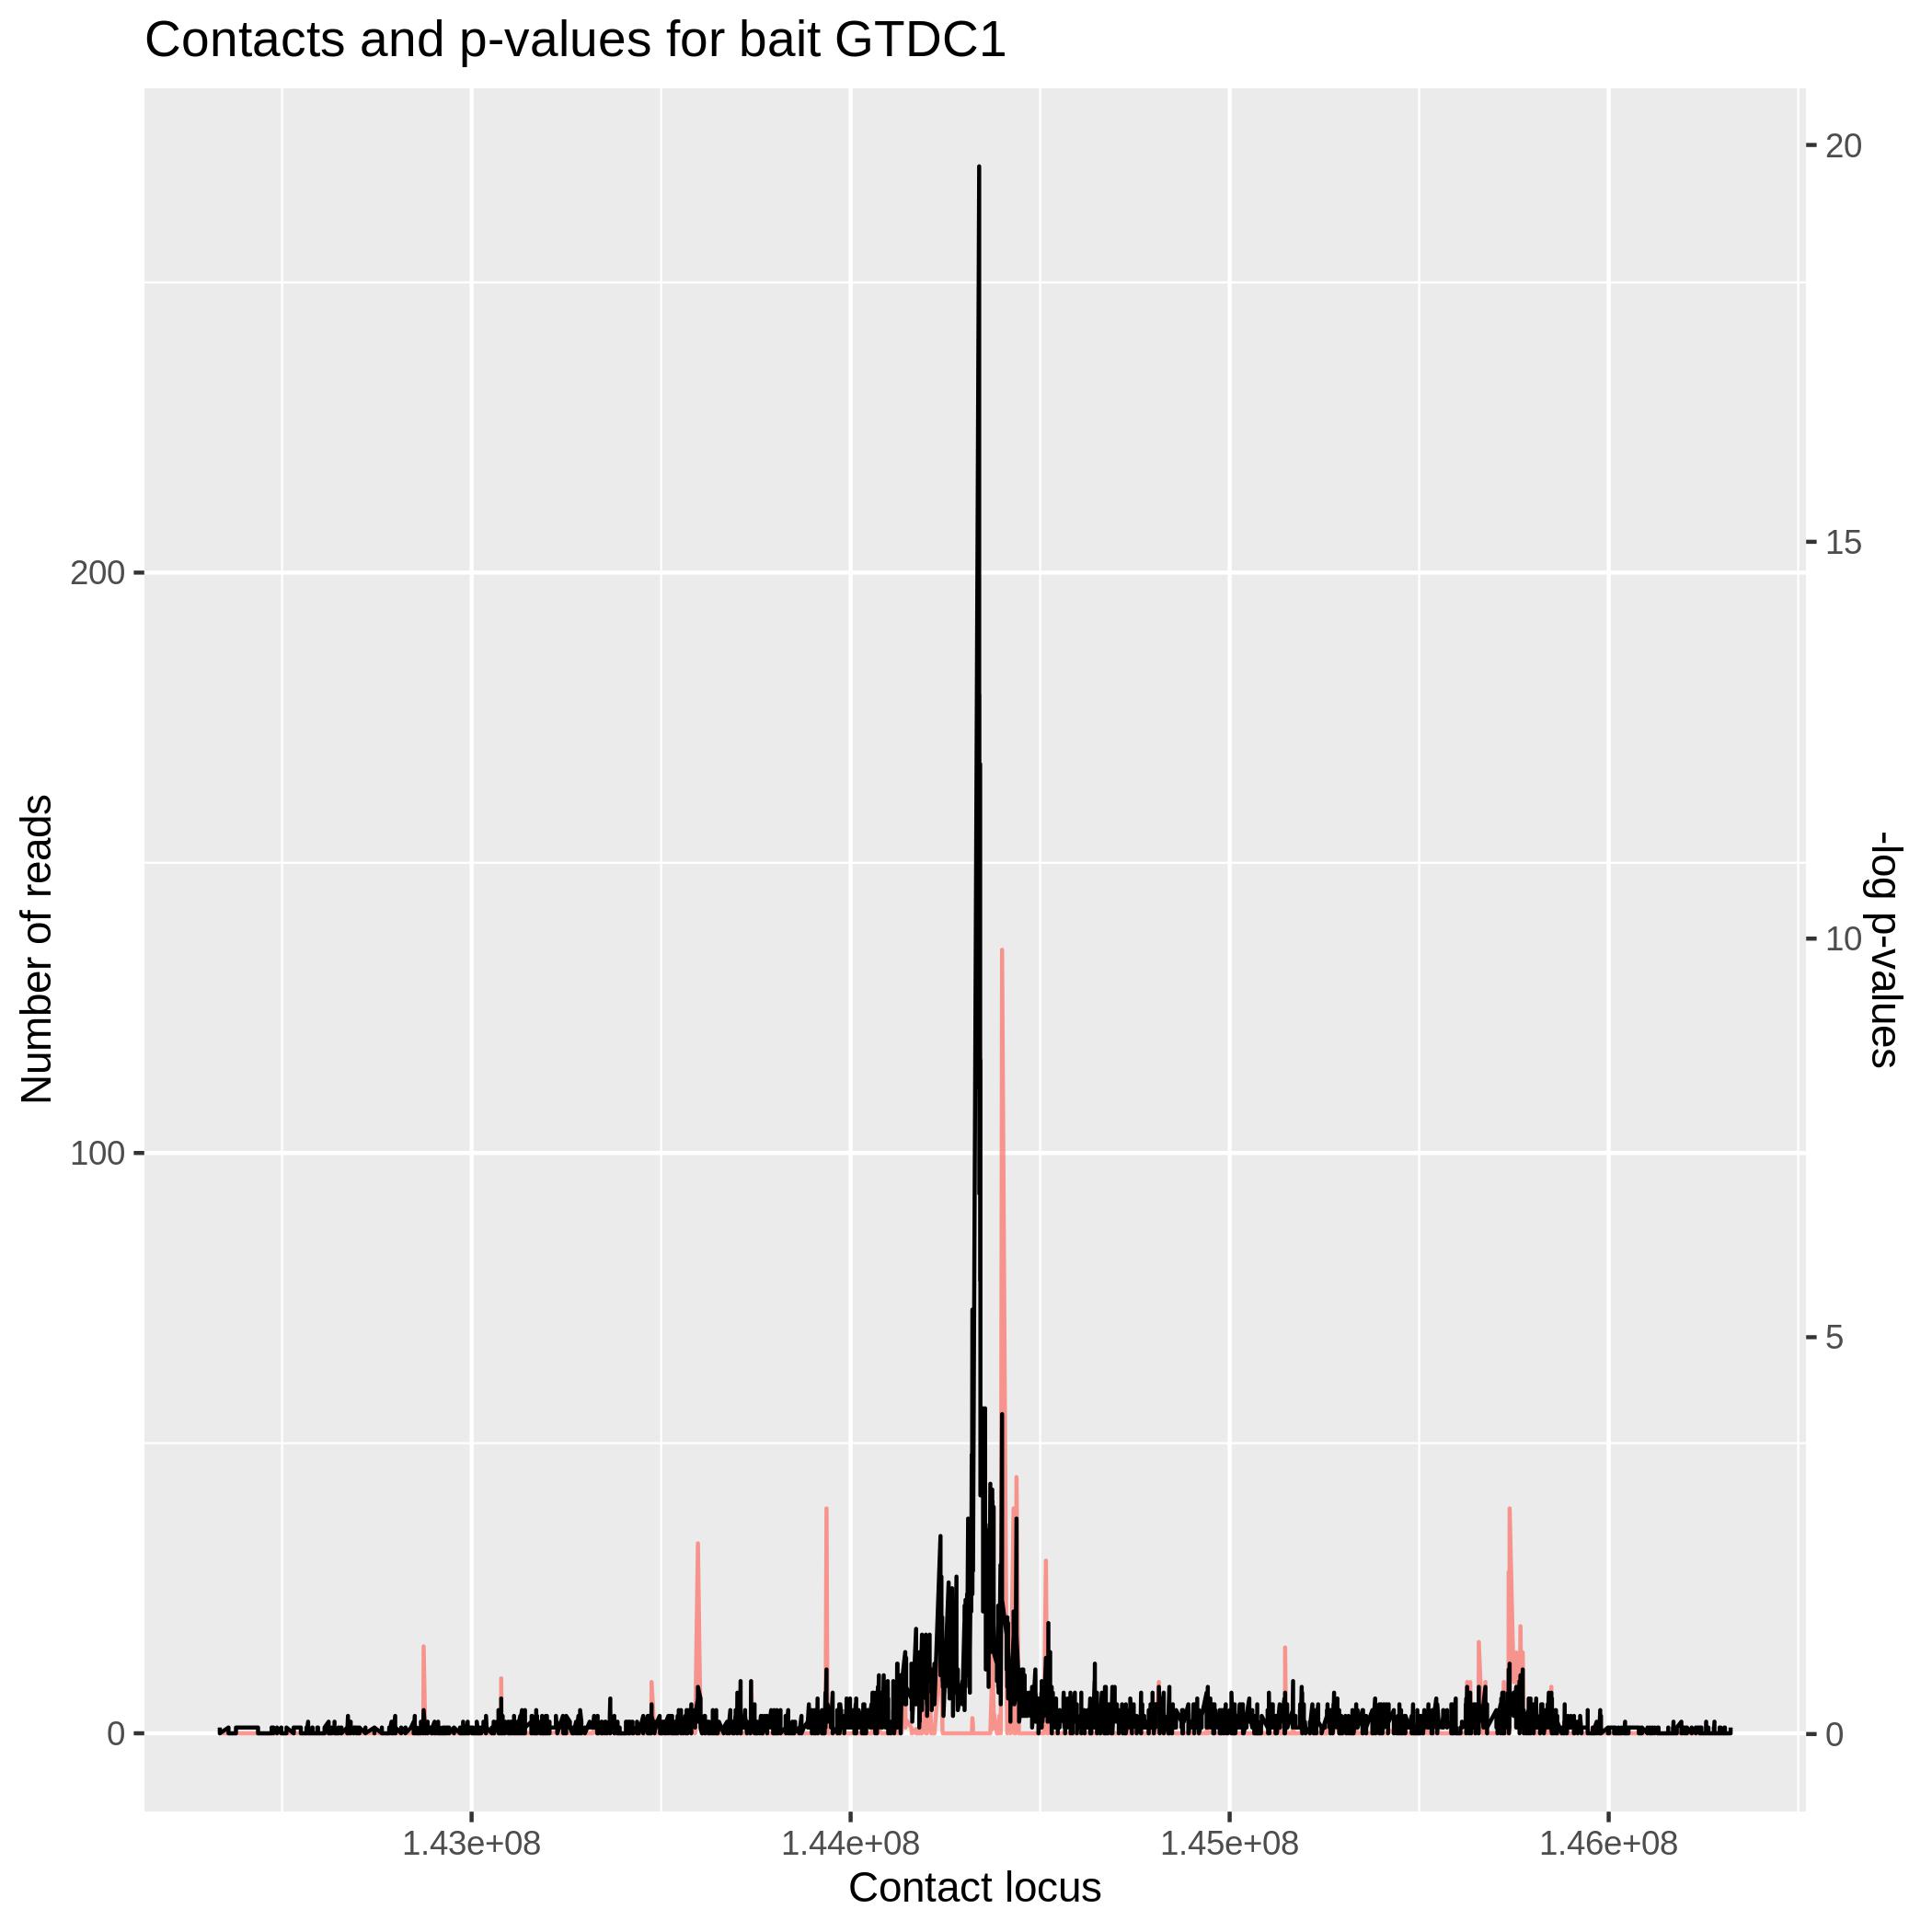 Contacts and p-values for bait GTDC1
Number of reads
200
100
0
20
15
10
5
0
-log p-values
1.43e+08
1.44e+08
1.45e+08
1.46e+08
Contact locus